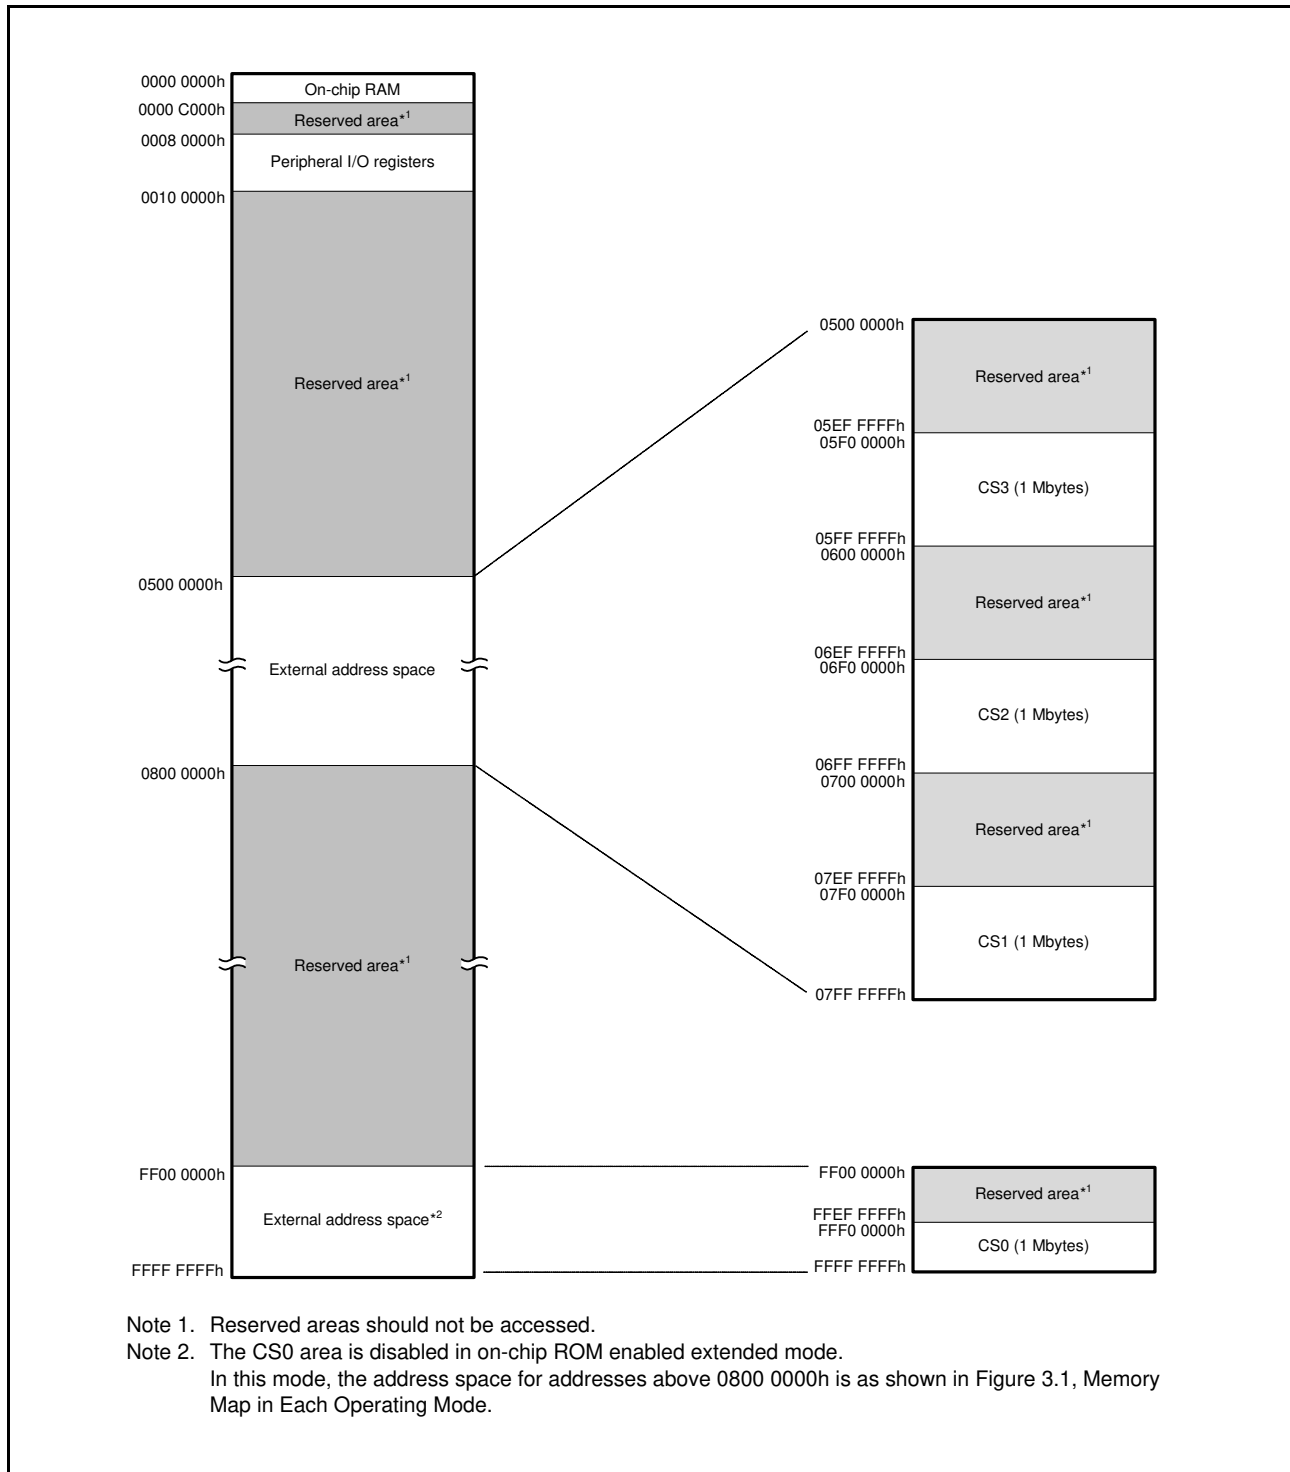 0000 0000h
On-chip RAM
0000 C000h
Reserved area*1
0008 0000h
Peripheral I/O registers
0010 0000h
Reserved area*1
0500 0000h
External address space
0800 0000h
Reserved area*1
FF00 0000h
External address space*2
FFFF FFFFh
0500 0000h
Reserved area*1
05EF FFFFh
05F0 0000h
CS3 (1 Mbytes)
05FF FFFFh
0600 0000h
Reserved area*1
06EF FFFFh
06F0 0000h
CS2 (1 Mbytes)
06FF FFFFh
0700 0000h
Reserved area*1
07EF FFFFh
07F0 0000h
CS1 (1 Mbytes)
07FF FFFFh
FF00 0000h
Reserved area*1
FFEF FFFFh
FFF0 0000h
CS0 (1 Mbytes)
FFFF FFFFh
Note 1. Reserved areas should not be accessed.
Note 2. The CS0 area is disabled in on-chip ROM enabled extended mode.
In this mode, the address space for addresses above 0800 0000h is as shown in Figure 3.1, Memory
Map in Each Operating Mode.